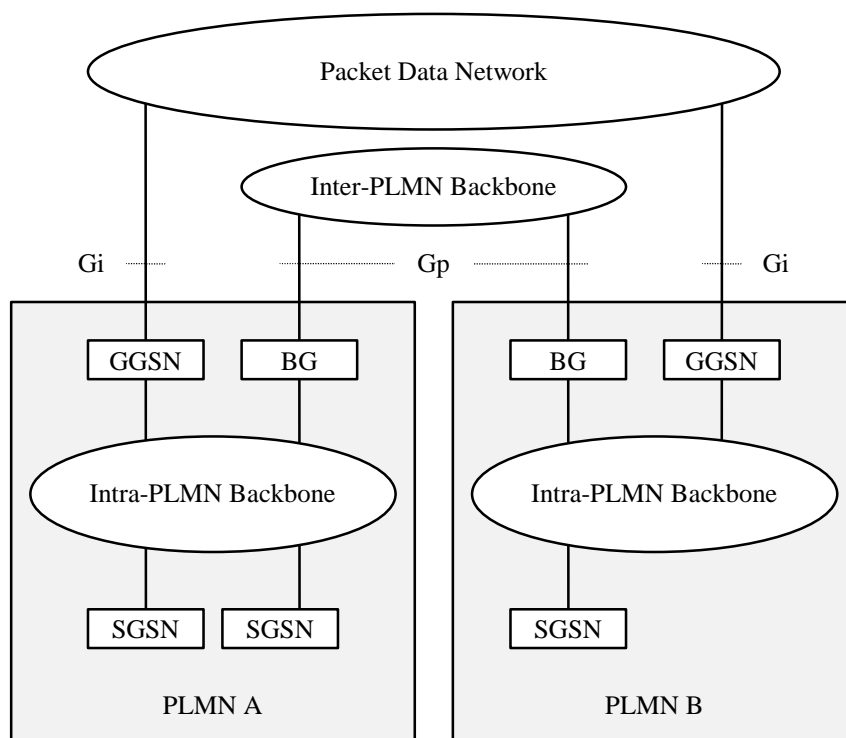 Packet Data Network
Inter-PLMN Backbone
Gi Gp Gi
GGSN BG BG GGSN
Intra-PLMN Backbone Intra-PLMN Backbone
SGSN SGSN SGSN
PLMN A PLMN B